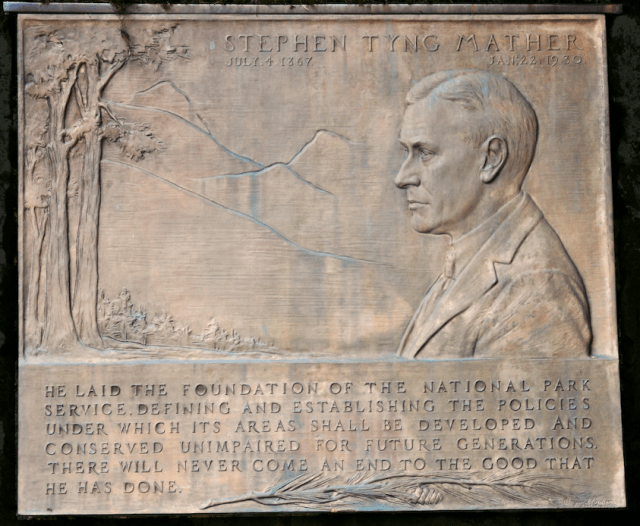 STEPHEN TYNG MATHER
JULY. 4 1867 JAN. 22. 1930
HE LAID THE FOUNDATION OF THE NATIONAL PARK
SERVICE. DEFINING AND ESTABLISHING THE POLICIES
UNDER WHICH ITS AREAS SHALL BE DEVELOPED AND
CONSERVED UNIMPAIRED FOR FUTURE GENERATIONS.
THERE WILL NEVER COME AN END TO THE GOOD THAT
HE HAS DONE.